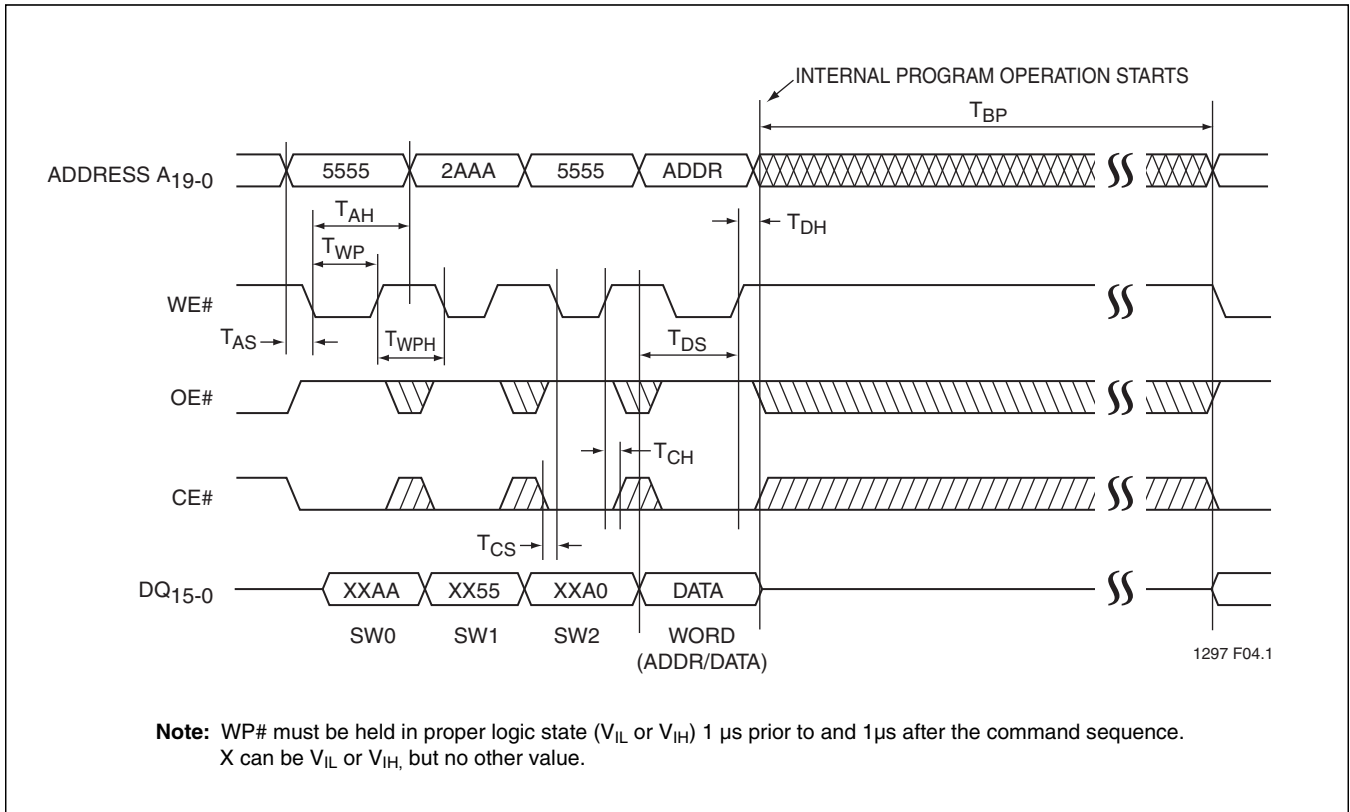 INTERNAL PROGRAM OPERATION STARTS
TBP
ADDRESS A19-0
5555 2AAA 5555 ADDR
TAH
TDH
TWP
WE#
TAS
TWPH
TDS
OE#
TCH
CE#
TCS
DQ15-0
XXAA XX55 XXA0 DATA
SW0 SW1 SW2 WORD
(ADDR/DATA)
1297 F04.1
Note: WP# must be held in proper logic state (VIL or VIH) 1 µs prior to and 1µs after the command sequence.
X can be VIL or VIH, but no other value.